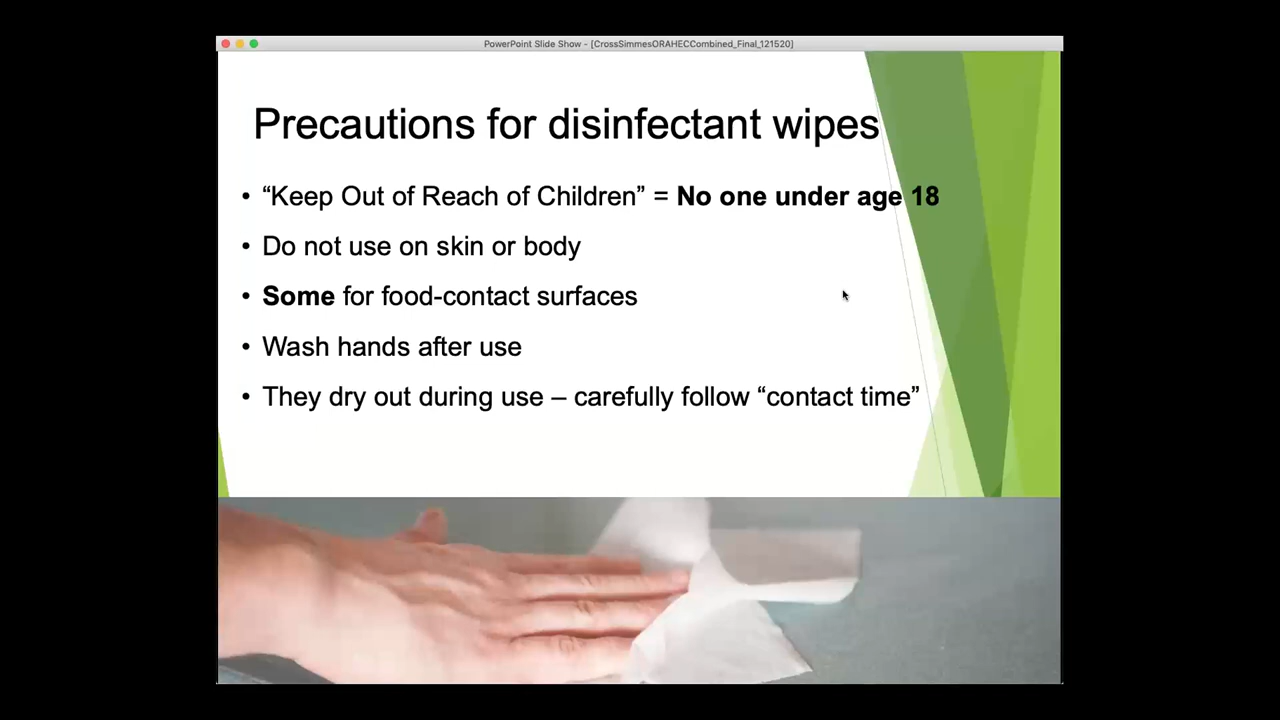 PowerPoint Slide Show - [CrossSimmesORAHECCombined_Final_121520]
Precautions for disinfectant wipes
• “Keep Out of Reach of Children” = No one under age 18
• Do not use on skin or body
• Some for food-contact surfaces
• Wash hands after use
• They dry out during use – carefully follow “contact time”